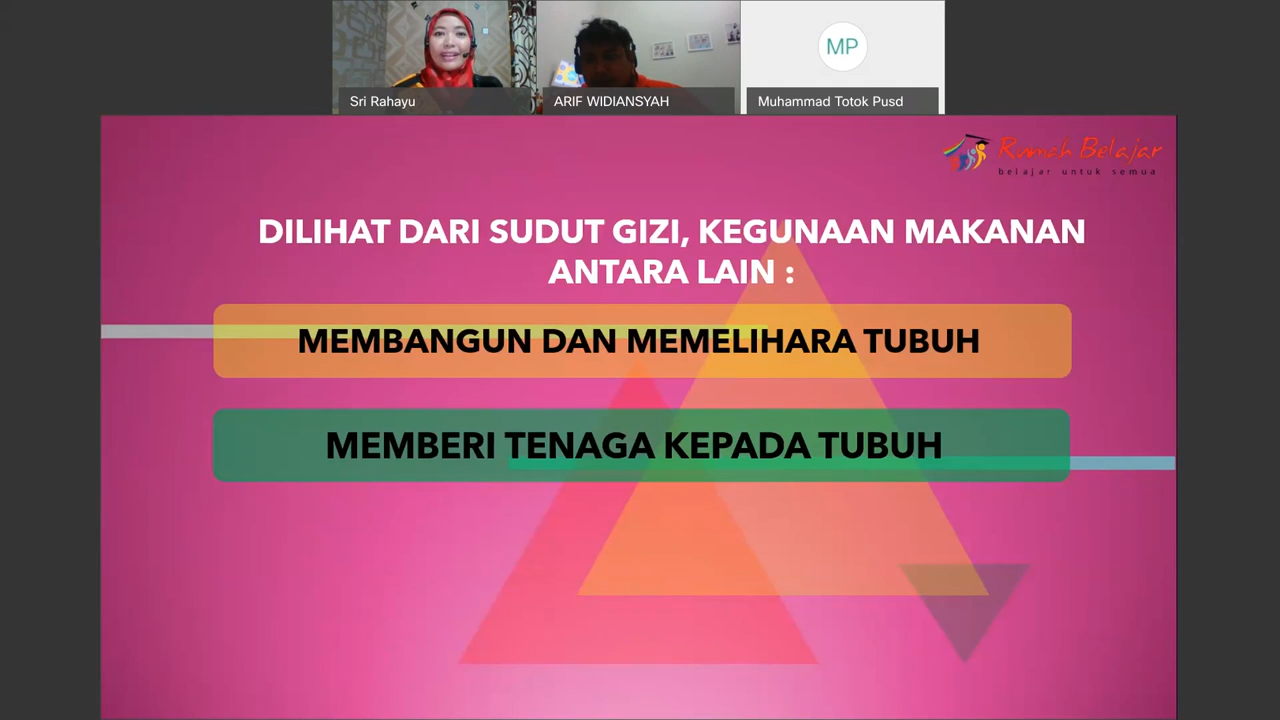 Sri Rahayu
ARIF WIDIANSYAH
MP
Muhammad Totok Pusd
Rumah Belajar
belajar untuk semua
DILIHAT DARI SUDUT GIZI, KEGUNAAN MAKANAN
ANTARA LAIN :
MEMBANGUN DAN MEMELIHARA TUBUH
MEMBERI TENAGA KEPADA TUBUH